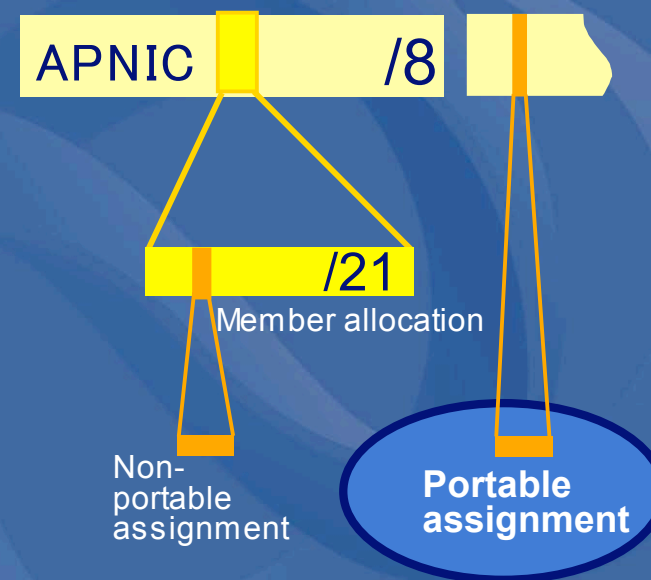 APNIC /8
/21
Member allocation
Non-
portable
assignment
Portable
assignment